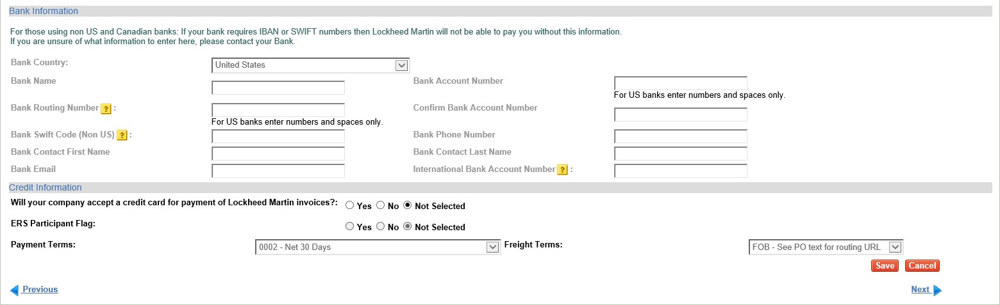 Bank Information
For those using non US and Canadian banks: If your bank requires IBAN or SWIFT numbers then Lockheed Martin will not be able to pay you without this information.
If you are unsure of what information to enter here, please contact your Bank.
Bank Country: United States
Bank Name Bank Account Number
For US banks enter numbers and spaces only.
Bank Routing Number ? : Confirm Bank Account Number
For US banks enter numbers and spaces only.
Bank Swift Code (Non US) ? : Bank Phone Number
Bank Contact First Name Bank Contact Last Name
Bank Email International Bank Account Number ? :
Credit Information
Will your company accept a credit card for payment of Lockheed Martin invoices?: Yes No Not Selected
ERS Participant Flag: Yes No Not Selected
Payment Terms: 0002 - Net 30 Days Freight Terms: FOB - See PO text for routing URL
Save Cancel
Previous Next